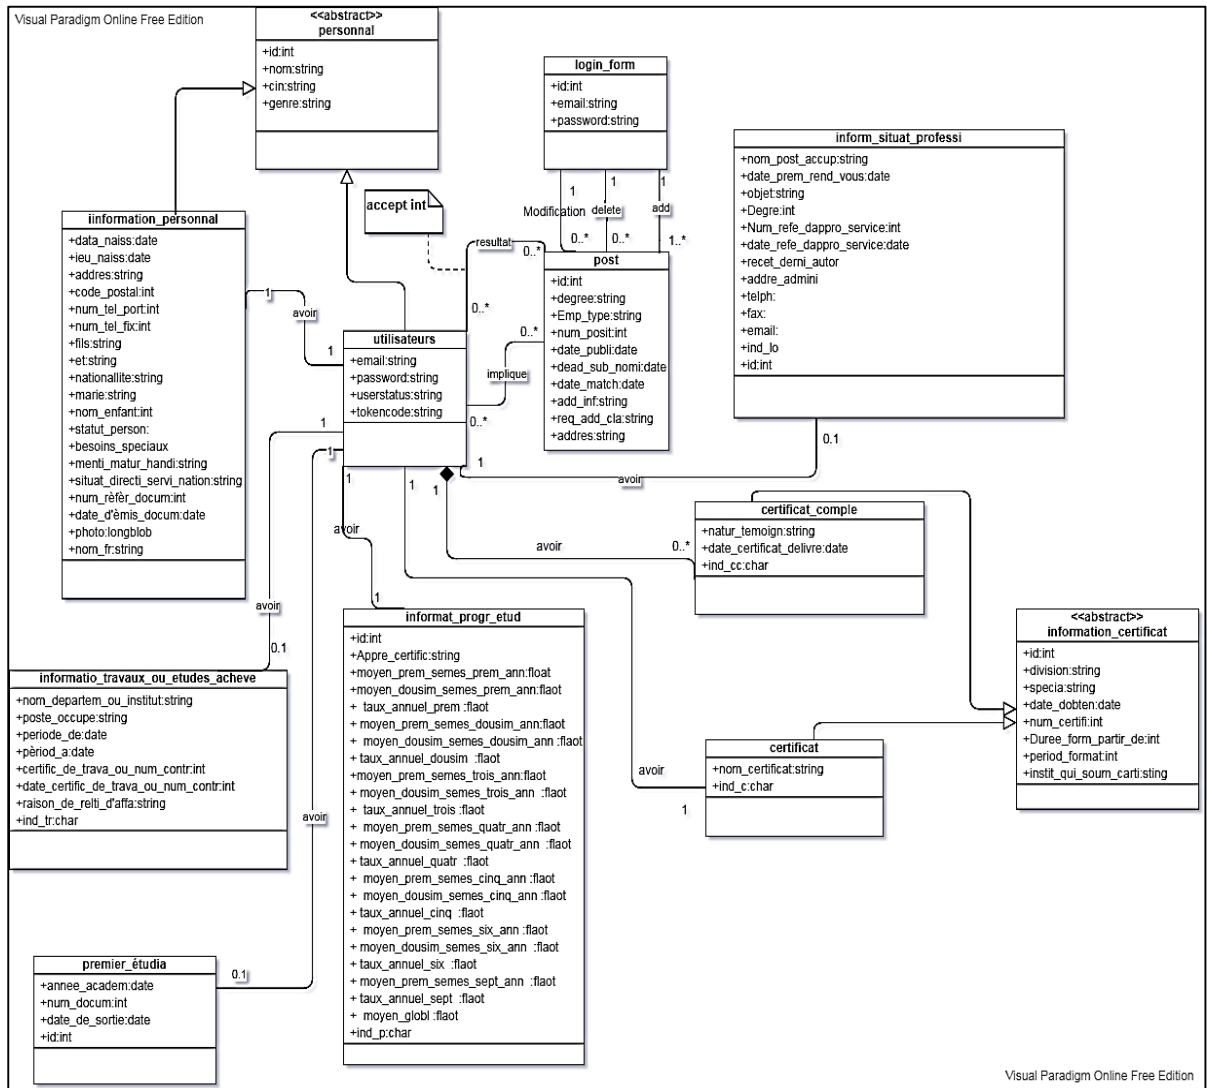 Visual Paradigm Online Free Edition
<<abstract>>
personnal
+id:int
+nom:string
+cin:string
+genre:string
login_form
+id:int
+email:string
+password:string
inform_situat_professi
+nom_post_accup:string
+date_prem_rend_vous:date
+objet:string
+Degre:int
+Num_refe_dappro_service:int
+date_refe_dappro_service:date
+recet_derni_autor
+addre_admini
+telph:
+fax:
+email:
+ind_lo
+id:int
accept int
1
1
1
Modification
delete
add
0..*
0..*
1..*
resultat
0..*
0..*
iinformation_personnal
+data_naiss:date
+ieu_naiss:date
+addres:string
+code_postal:int
+num_tel_port:int
+num_tel_fix:int
+fils:string
+et:string
+nationallite:string
+marie:string
+nom_enfant:int
+statut_person:
+besoins_speciaux
+menti_matur_handi:string
+situat_directi_servi_nation:string
+num_rèfèr_docum:int
+date_d'èmis_docum:date
+photo:longblob
+nom_fr:string
1
avoir
1
utilisateurs
+email:string
+password:string
+userstatus:string
+tokencode:string
post
+id:int
+degree:string
+Emp_type:string
+num_posit:int
+date_publi:date
+dead_sub_nomi:date
+date_match:date
+add_inf:string
+req_add_cla:string
+addres:string
0..*
implique
0..*
1
1
1
1
1
1
0.1
avoir
avoir
avoir
0..*
certificat_comple
+natur_temoign:string
+date_certificat_delivre:date
+ind_cc:char
avoir
0.1
1
informatio_travaux_ou_etudes_acheve
+nom_departem_ou_institut:string
+poste_occupe:string
+periode_de:date
+pèriod_a:date
+certific_de_trava_ou_num_contr:int
+date_certific_de_trava_ou_num_contr:int
+raison_de_relti_d'affa:string
+ind_tr:char
informat_progr_etud
+id:int
+Appre_certific:string
+moyen_prem_semes_prem_ann:float
+moyen_dousim_semes_prem_ann:flaot
+ taux_annuel_prem :flaot
+ moyen_prem_semes_dousim_ann:flaot
+ moyen_dousim_semes_dousim_ann :flaot
+ taux_annuel_dousim :flaot
+moyen_prem_semes_trois_ann:flaot
+ moyen_dousim_semes_trois_ann :flaot
+ taux_annuel_trois :flaot
+ moyen_prem_semes_quatr_ann :flaot
+ moyen_dousim_semes_quatr_ann :flaot
+ taux_annuel_quatr :flaot
+ moyen_prem_semes_cinq_ann :flaot
+ moyen_dousim_semes_cinq_ann :flaot
+ taux_annuel_cinq :flaot
+ moyen_prem_semes_six_ann :flaot
+ moyen_dousim_semes_six_ann :flaot
+ taux_annuel_six :flaot
+ moyen_prem_semes_sept_ann :flaot
+ taux_annuel_sept :flaot
+ moyen_globl :flaot
+ind_p:char
<<abstract>>
information_certificat
+id:int
+division:string
+specia:string
+date_dobten:date
+num_certifi:int
+Duree_form_partir_de:int
+period_format:int
+instit_qui_soum_carti:sting
certificat
+nom_certificat:string
+ind_c:char
avoir
1
avoir
premier_étudia
+annee_academ:date
+num_docum:int
+date_de_sortie:date
+id:int
0.1
Visual Paradigm Online Free Edition